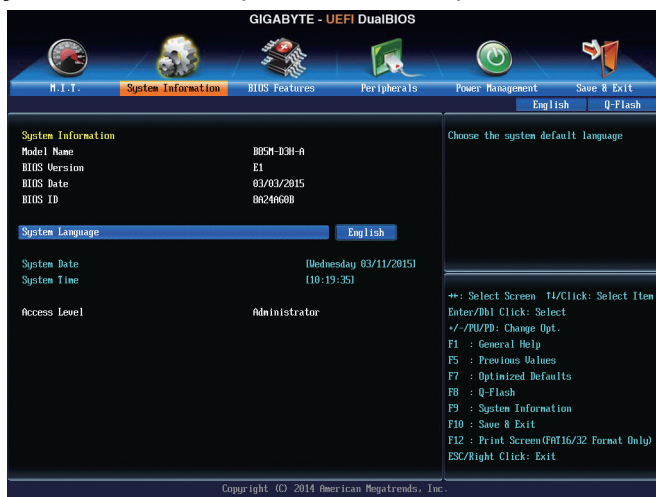 GIGABYTE - UEFI DualBIOS
M.I.T. System Information BIOS Features Peripherals Power Management Save & Exit
English Q-Flash
System Information
Model Name B85M-D3H-A
BIOS Version E1
BIOS Date 03/03/2015
BIOS ID 8A24AG0B
System Language English
System Date [Wednesday 03/11/2015]
System Time [10:19:35]
Access Level Administrator
Choose the system default language
→←: Select Screen ↑↓/Click: Select Item
Enter/Dbl Click: Select
+/-/PU/PD: Change Opt.
F1 : General Help
F5 : Previous Values
F7 : Optimized Defaults
F8 : Q-Flash
F9 : System Information
F10 : Save & Exit
F12 : Print Screen(FAT16/32 Format Only)
ESC/Right Click: Exit
Copyright (C) 2014 American Megatrends, Inc.